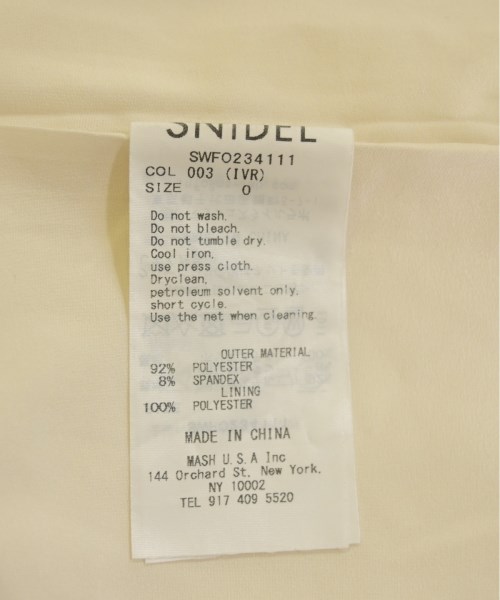 SNIDEL
SWFO234111
COL 003 (IVR)
SIZE 0
Do not wash.
Do not bleach.
Do not tumble dry.
Cool iron.
use press cloth.
Dryclean,
petroleum solvent only.
short cycle.
Use the net when cleaning.
OUTER MATERIAL
92% POLYESTER
8% SPANDEX
LINING
100% POLYESTER
MADE IN CHINA
MASH U.S.A Inc
144 Orchard St. New York.
NY 10002
TEL 917 409 5520